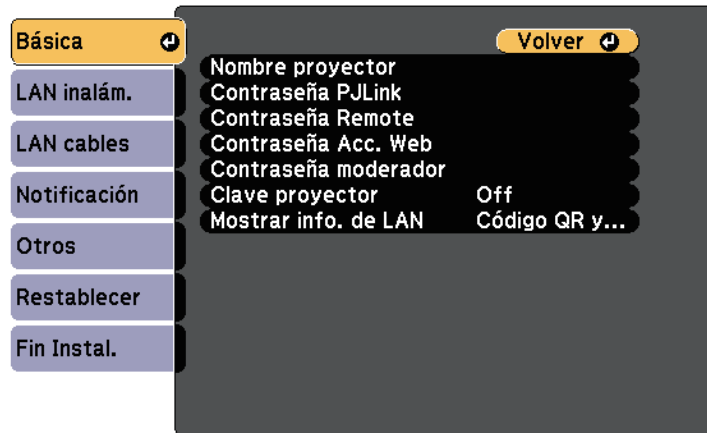 Básica
LAN inalám.
LAN cables
Notificación
Otros
Restablecer
Fin Instal.
Volver
Nombre proyector
Contraseña PJLink
Contraseña Remote
Contraseña Acc. Web
Contraseña moderador
Clave proyector Off
Mostrar info. de LAN Código QR y...